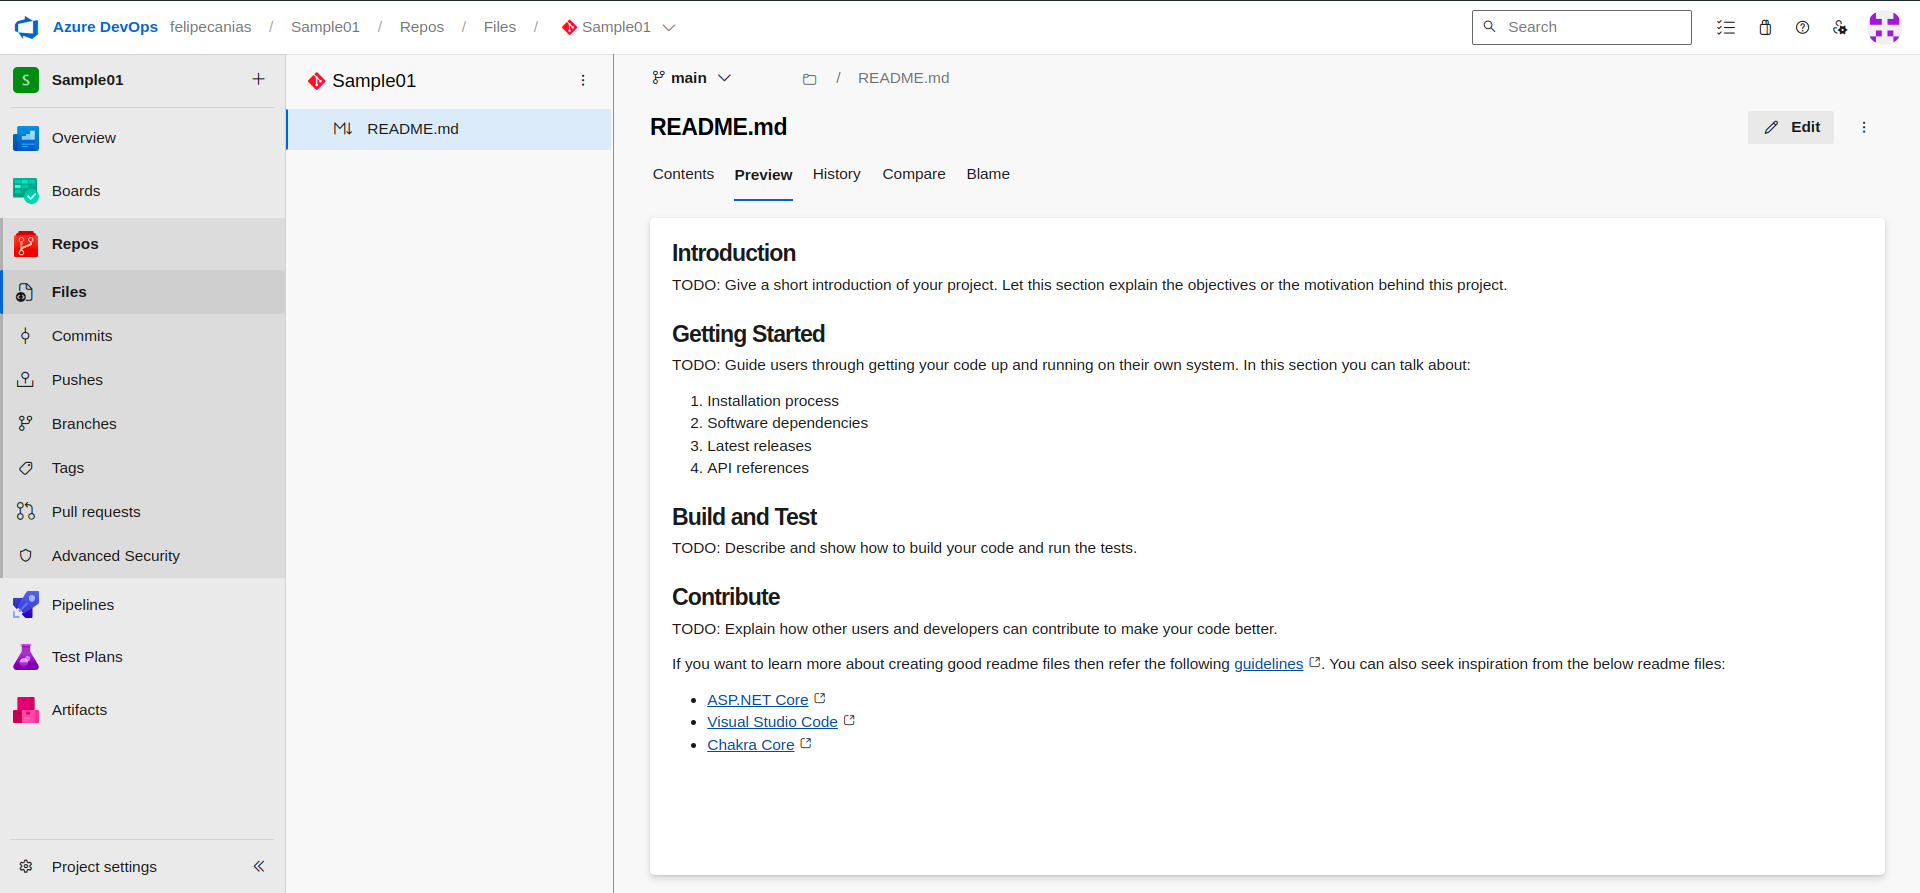 Azure DevOps felipecanias / Sample01 / Repos / Files / Sample01
Search
S Sample01
Overview
Boards
Repos
Files
Commits
Pushes
Branches
Tags
Pull requests
Advanced Security
Pipelines
Test Plans
Artifacts
Project settings
Sample01
README.md
main / README.md
README.md
Edit
Contents Preview History Compare Blame
Introduction
TODO: Give a short introduction of your project. Let this section explain the objectives or the motivation behind this project.
Getting Started
TODO: Guide users through getting your code up and running on their own system. In this section you can talk about:
1. Installation process
2. Software dependencies
3. Latest releases
4. API references
Build and Test
TODO: Describe and show how to build your code and run the tests.
Contribute
TODO: Explain how other users and developers can contribute to make your code better.
If you want to learn more about creating good readme files then refer the following guidelines. You can also seek inspiration from the below readme files:
• ASP.NET Core
• Visual Studio Code
• Chakra Core